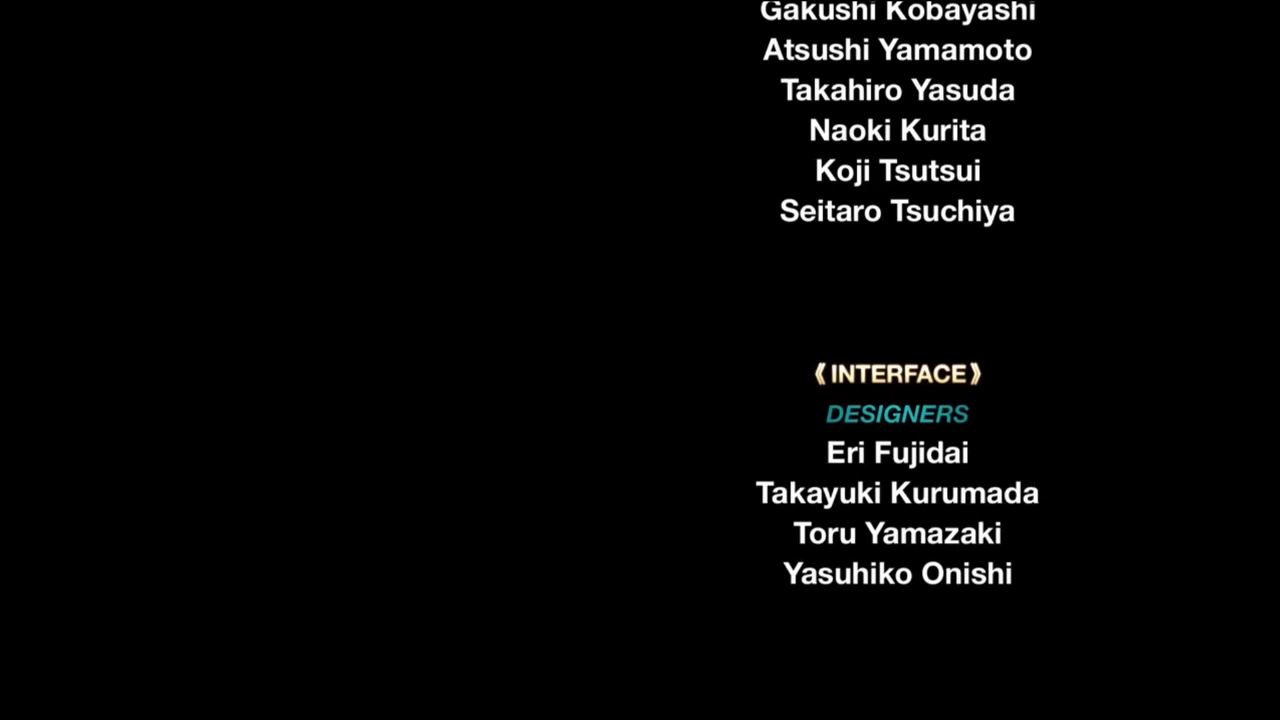 Gakushi Kobayashi
Atsushi Yamamoto
Takahiro Yasuda
Naoki Kurita
Koji Tsutsui
Seitaro Tsuchiya
《INTERFACE》
DESIGNERS
Eri Fujidai
Takayuki Kurumada
Toru Yamazaki
Yasuhiko Onishi